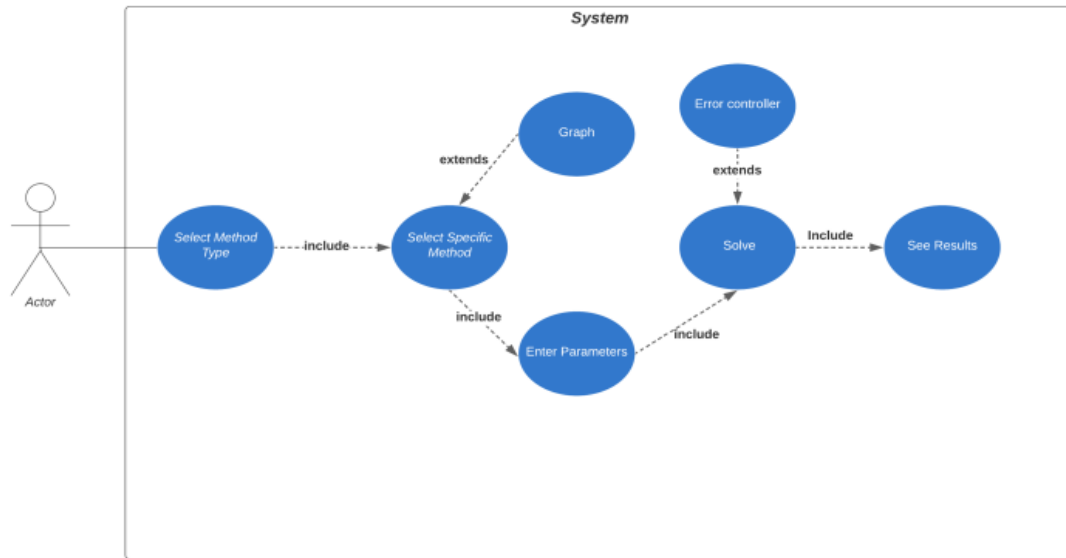 System
Error controller
Graph
extends
extends
Select Method
Type
include
Select Specific
Method
Solve
Include
See Results
Actor
include
include
Enter Parameters